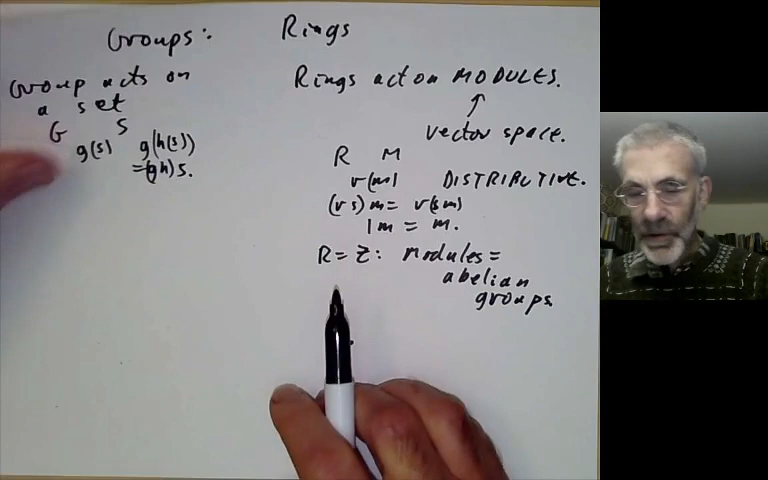 Groups:
Group acts on
a set
G S
g(s) g(h(s))
=(gh)s.
Rings
Rings act on MODULES.
vector space.
R M
r(m) DISTRIBUTIVE.
(rs)m = r(sm)
1m = m.
R = Z: modules =
abelian
groups